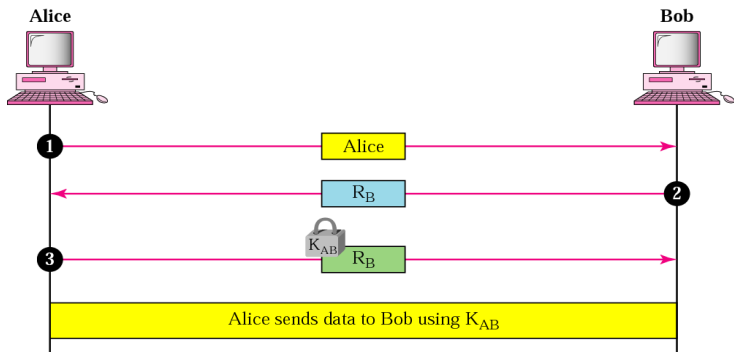 Alice
Bob
1
Alice
R_B
2
K_AB
3
R_B
Alice sends data to Bob using K_AB